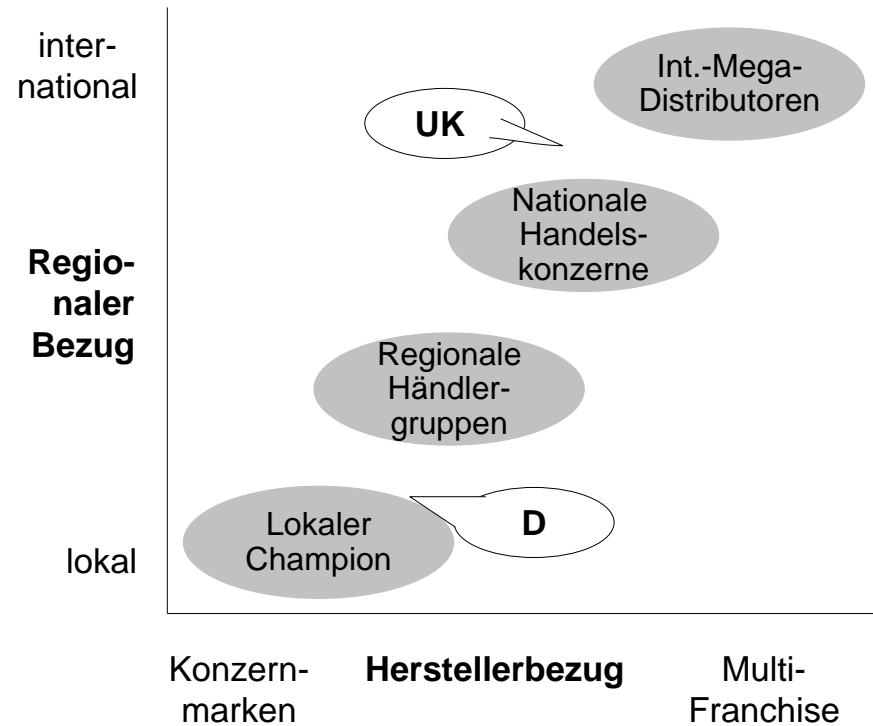 inter-
national
Int.-Mega-
Distributoren
UK
Nationale
Handels-
konzerne
Regio-
naler
Bezug
Regionale
Händler-
gruppen
Lokaler
Champion
D
lokal
Konzern-
marken
Herstellerbezug
Multi-
Franchise